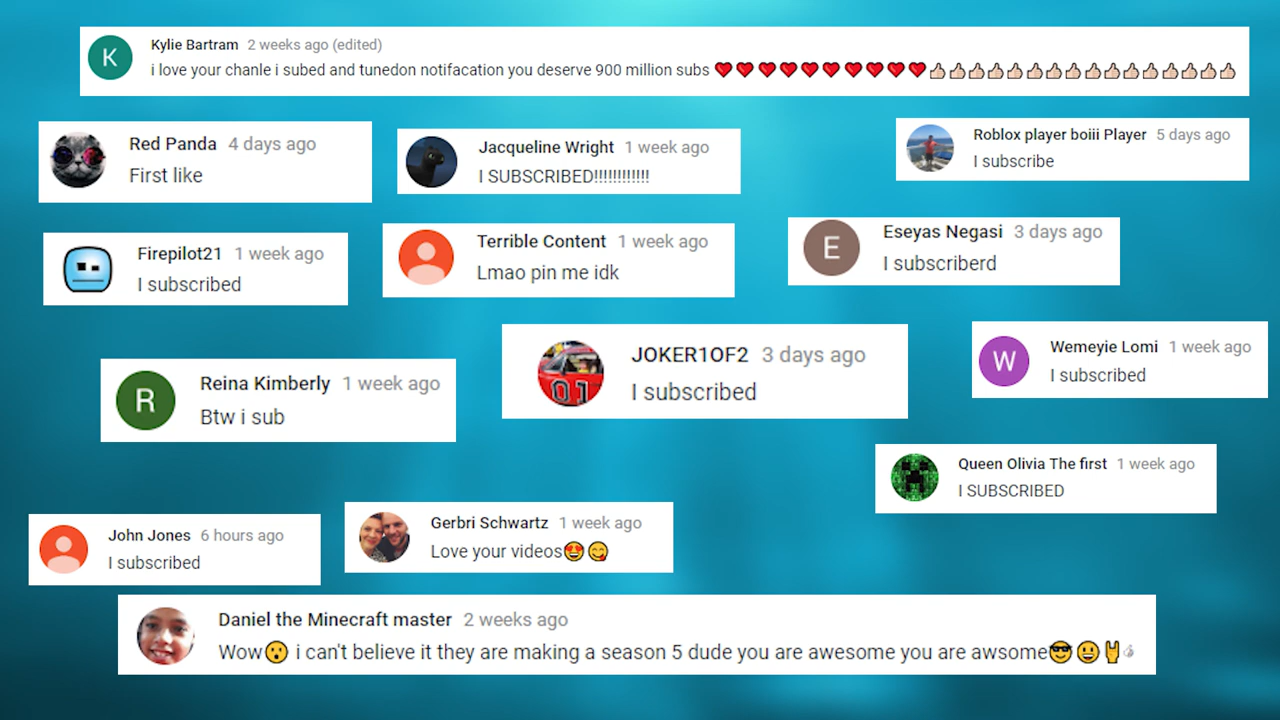 K
Kylie Bartram 2 weeks ago (edited)
i love your chanle i subed and tunedon notifacation you deserve 900 million subs ❤❤❤❤❤❤❤❤❤❤👍🏻👍🏻👍🏻👍🏻👍🏻👍🏻👍🏻👍🏻👍🏻👍🏻👍🏻👍🏻👍🏻👍🏻👍🏻👍🏻
Red Panda 4 days ago
First like
Jacqueline Wright 1 week ago
I SUBSCRIBED!!!!!!!!!!!!
Roblox player boiii Player 5 days ago
I subscribe
Firepilot21 1 week ago
I subscribed
Terrible Content 1 week ago
Lmao pin me idk
E
Eseyas Negasi 3 days ago
I subscriberd
R
Reina Kimberly 1 week ago
Btw i sub
01
JOKER1OF2 3 days ago
I subscribed
W
Wemeyie Lomi 1 week ago
I subscribed
Queen Olivia The first 1 week ago
I SUBSCRIBED
John Jones 6 hours ago
I subscribed
Gerbri Schwartz 1 week ago
Love your videos😍😋
Daniel the Minecraft master 2 weeks ago
Wow😮 i can't believe it they are making a season 5 dude you are awesome you are awsome😎😃🤘💣